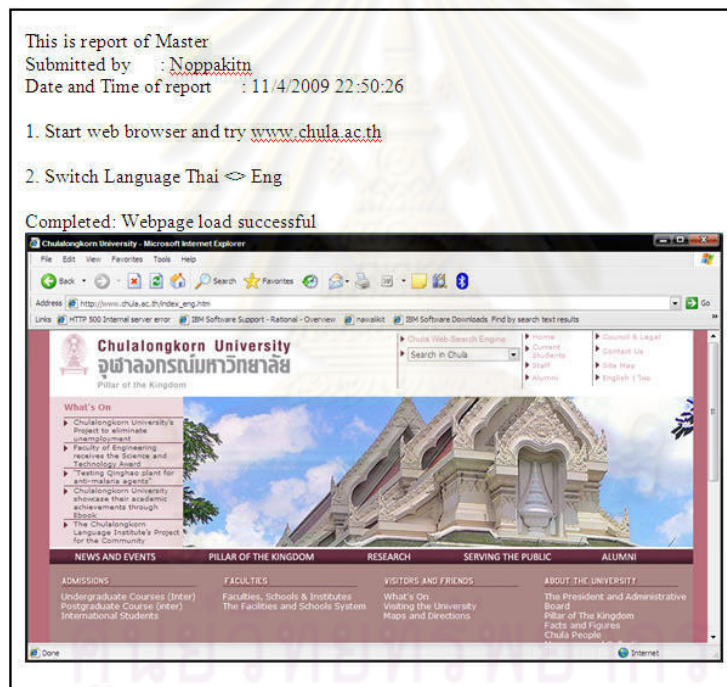 This is report of Master
Submitted by : Noppakitn
Date and Time of report : 11/4/2009 22:50:26
1. Start web browser and try www.chula.ac.th
2. Switch Language Thai <> Eng
Completed: Webpage load successful
Chulalongkorn University - Microsoft Internet Explorer
File Edit View Favorites Tools Help
Back Search Favorites
Address http://www.chula.ac.th/index_eng.htm Go
Links HTTP 500 Internal server error IBM Software Support - Rational - Overview nawaikit IBM Software Downloads Find by search text results
Chulalongkorn University
จุฬาลงกรณ์มหาวิทยาลัย
Pillar of the Kingdom
Chula Web Search Engine
Search in Chula
Home
Current Students
Staff
Alumni
Council & Legal
Contact Us
Site Map
English | ไทย
What's On
Chulalongkorn University's
Project to eliminate
unemployment
Faculty of Engineering
receives the Science and
Technology Award
"Testing Qinghao plant for
anti-malaria agents"
Chulalongkorn University
showcase their academic
achievements through
Ebook
The Chulalongkorn
Language Institute's Project
for the Community
NEWS AND EVENTS PILLAR OF THE KINGDOM RESEARCH SERVING THE PUBLIC ALUMNI
ADMISSIONS
Undergraduate Courses (Inter)
Postgraduate Course (inter)
International Students
FACULTIES
Faculties, Schools & Institutes
The Facilities and Schools System
VISITORS AND FRIENDS
What's On
Visiting the University
Maps and Directions
ABOUT THE UNIVERSITY
The President and Administrative
Board
Pillar of The Kingdom
Facts and Figures
Chula People
Done Internet